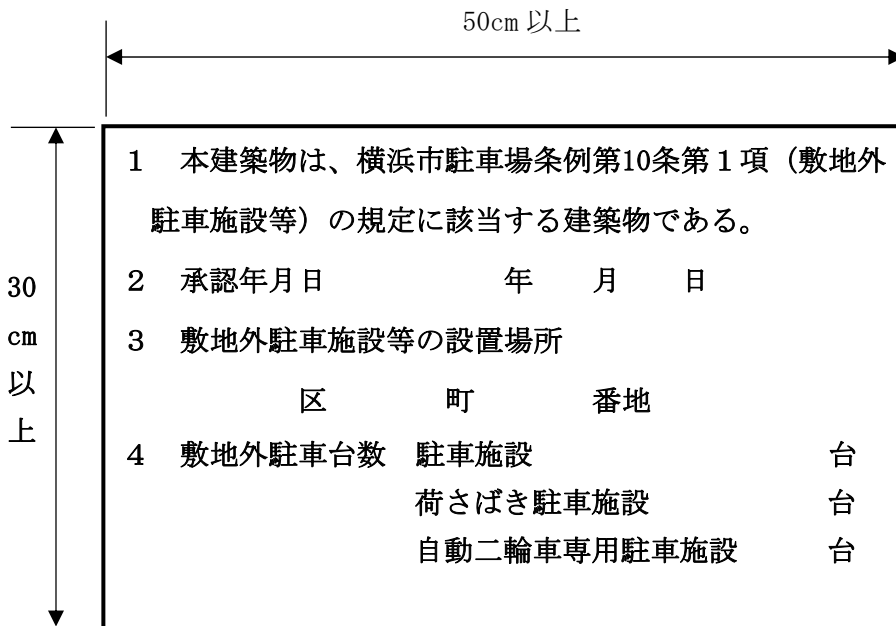 50cm以上
30
cm
以
上
1　本建築物は、横浜市駐車場条例第10条第１項（敷地外
駐車施設等）の規定に該当する建築物である。
2　承認年月日　　　　　　年　　月　　日
3　敷地外駐車施設等の設置場所
区　　　　町　　　　番地
4　敷地外駐車台数　駐車施設　　　　　　　　　　台
荷さばき駐車施設　　　　　　台
自動二輪車専用駐車施設　　　台